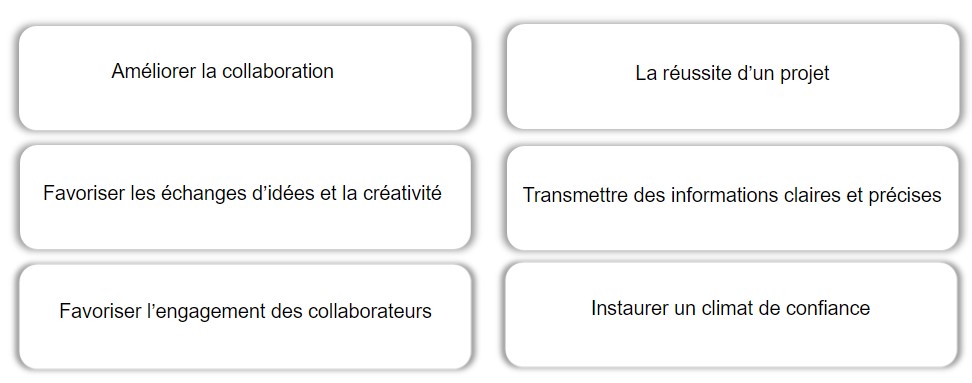 Améliorer la collaboration
La réussite d’un projet
Favoriser les échanges d’idées et la créativité
Transmettre des informations claires et précises
Favoriser l’engagement des collaborateurs
Instaurer un climat de confiance